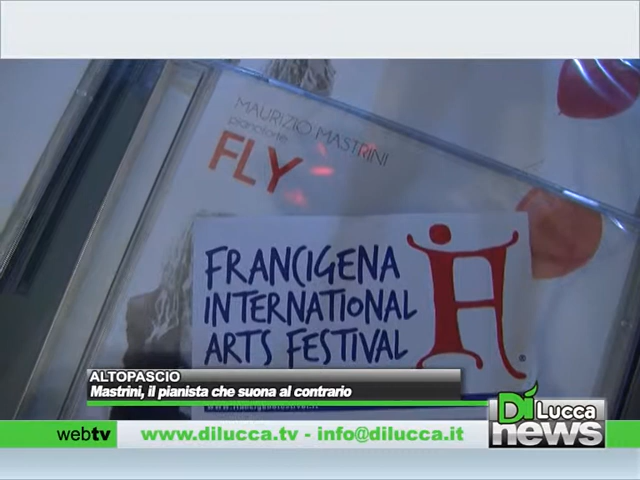 MAURIZIO MASTRINI
pianoforte
FLY
FRANCIGENA
INTERNATIONAL
ARTS FESTIVAL
ALTOPASCIO
Mastrini, il pianista che suona al contrario
DÌ Lucca
news
webtv
www.dilucca.tv - info@dilucca.it